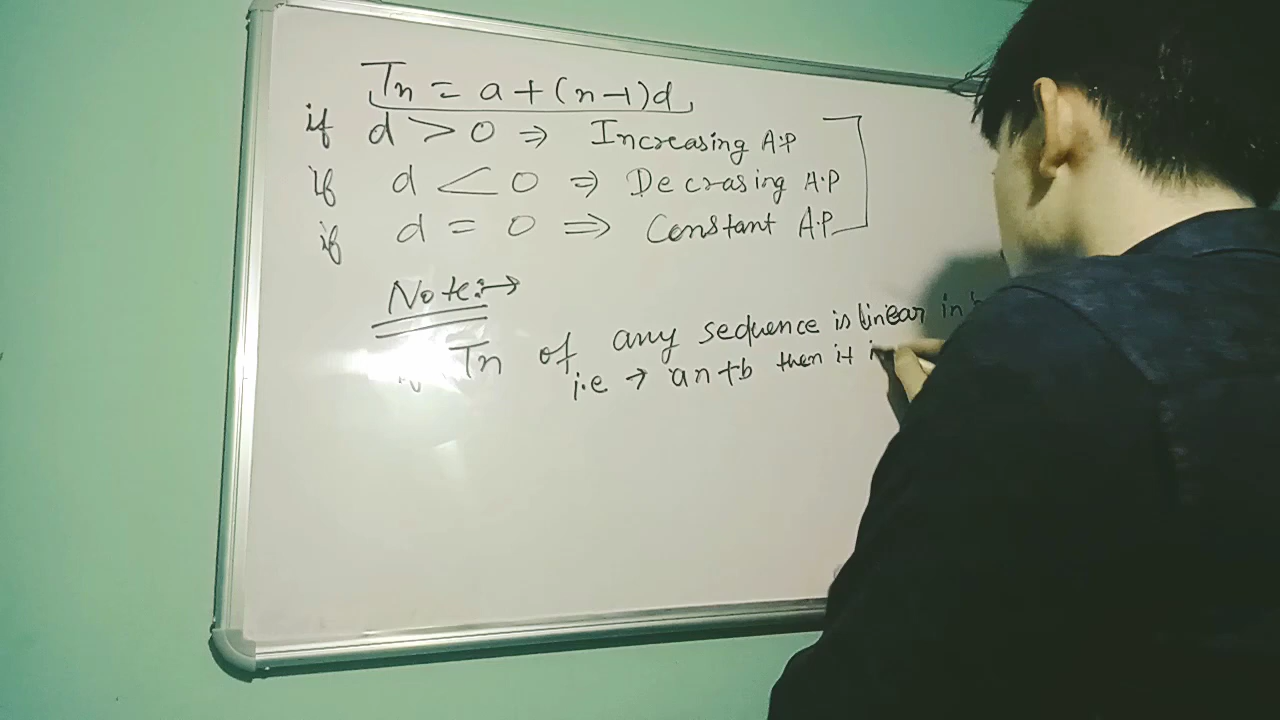 Tn = a + (n-1)d
if d > 0 ⇒ Increasing A.P
if d < 0 ⇒ Decrasing A.P
if d = 0 ⇒ Constant A.P
Note:→
if Tn of any sequence is linear in
i.e → an+b then it